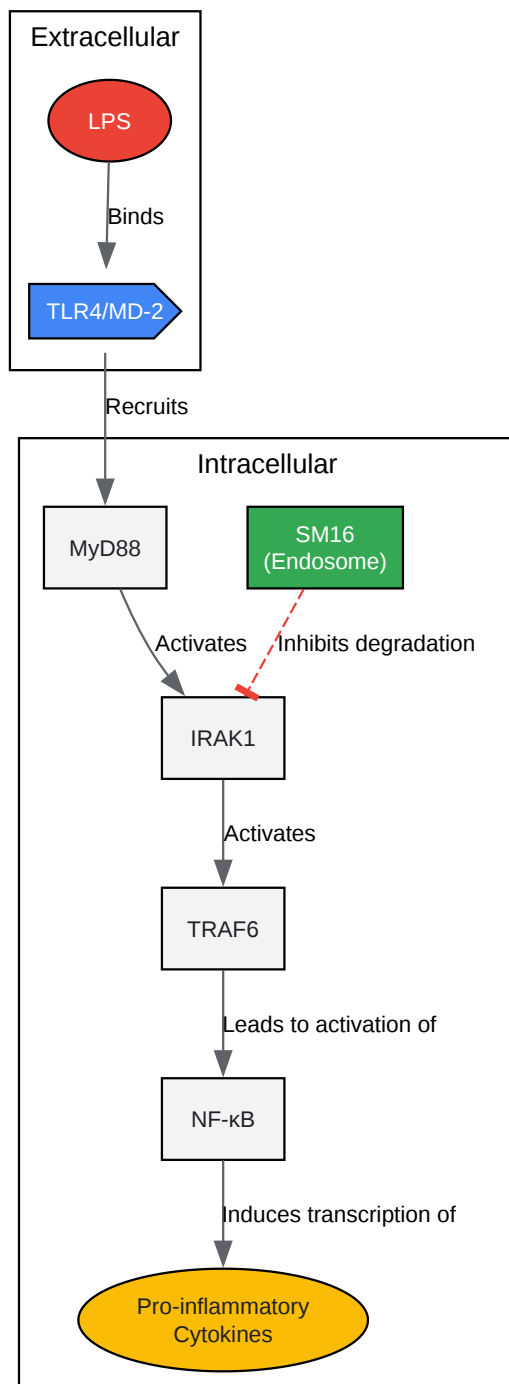 Extracellular
LPS
Binds
TLR4/MD-2
Recruits
Intracellular
MyD88
SM16
(Endosome)
Activates
Inhibits degradation
IRAK1
Activates
TRAF6
Leads to activation of
NF-κB
Induces transcription of
Pro-inflammatory
Cytokines